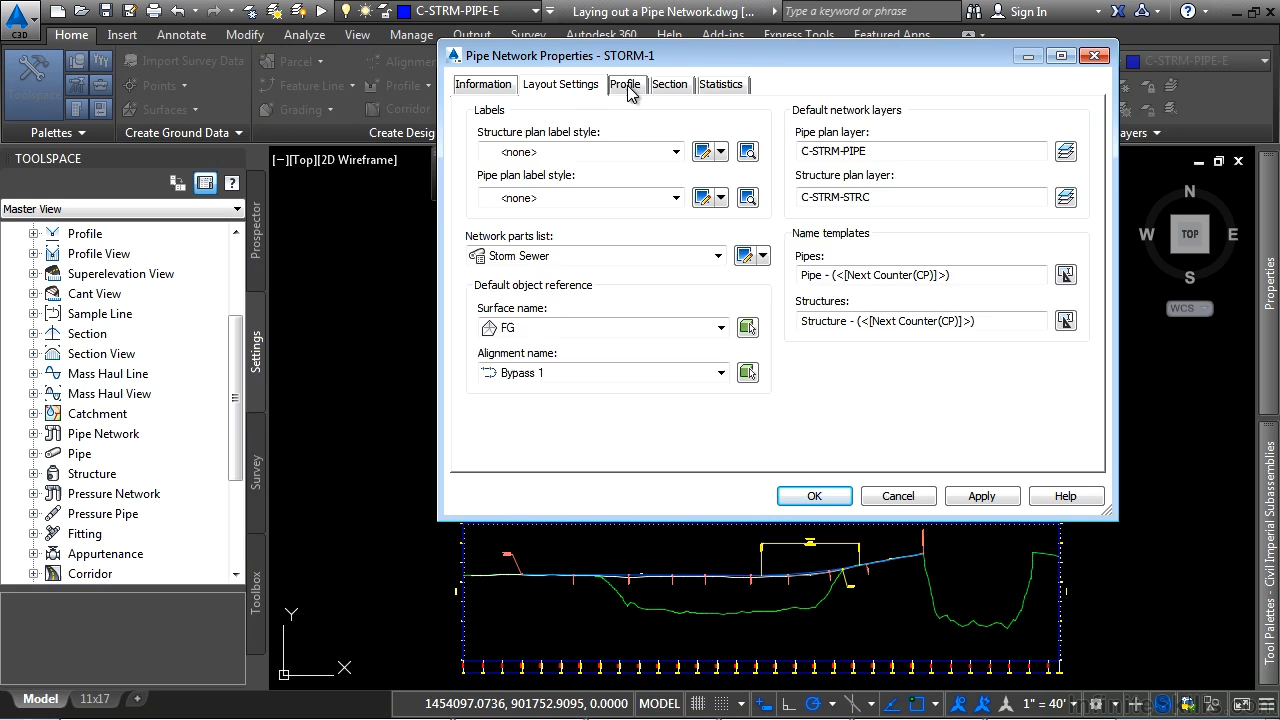 C-STRM-PIPE-E
Laying out a Pipe Network.dwg
Type a keyword or phrase
Sign In
C3D
Home
Insert
Annotate
Modify
Analyze
View
Manage
Output
Survey
Autodesk 360
Help
Add-ins
Express Tools
Featured Apps
Toolspace
Import Survey Data
Points
Surfaces
Parcel
Feature Line
Grading
Alignment
Profile
Corridor
C-STRM-PIPE-E
Palettes
Create Ground Data
Create Design
Layers
Pipe Network Properties - STORM-1
Information
Layout Settings
Profile
Section
Statistics
Labels
Structure plan label style:
<none>
Pipe plan label style:
<none>
Network parts list:
Storm Sewer
Default object reference
Surface name:
FG
Alignment name:
Bypass 1
Default network layers
Pipe plan layer:
C-STRM-PIPE
Structure plan layer:
C-STRM-STRC
Name templates
Pipes:
Pipe - (<[Next Counter(CP)]>)
Structures:
Structure - (<[Next Counter(CP)]>)
OK
Cancel
Apply
Help
TOOLSPACE
Master View
Profile
Profile View
Superelevation View
Cant View
Sample Line
Section
Section View
Mass Haul Line
Mass Haul View
Catchment
Pipe Network
Pipe
Structure
Pressure Network
Pressure Pipe
Fitting
Appurtenance
Corridor
Prospector
Settings
Survey
Toolbox
[−][Top][2D Wireframe]
N
W
TOP
E
S
WCS
Properties
Tool Palettes - Civil Imperial Subassemblies
Y
X
Model
11x17
1454097.0736, 901752.9095, 0.0000
MODEL
1" = 40'